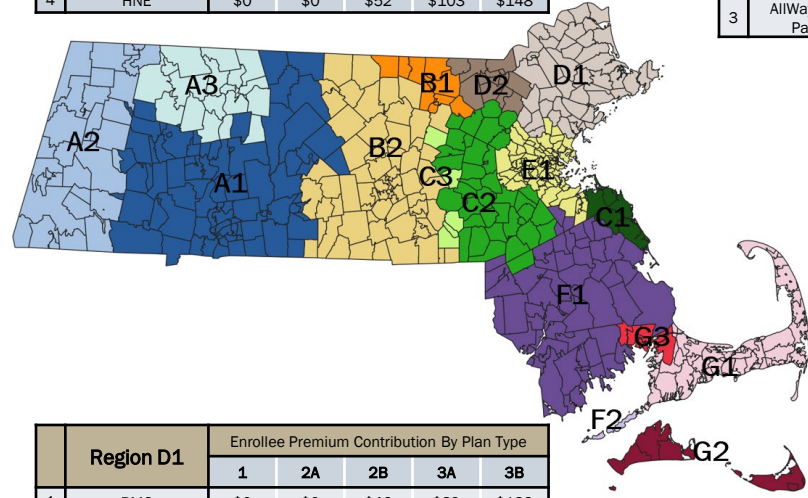 4 HNE $0 $0 $52 $103 $148
3 AllWa
Pa
A3
B1
D2
D1
A2
B2
A1
C3
C2
E1
C1
F1
G3
G1
F2
G2
Region D1
Enrollee Premium Contribution By Plan Type
1 2A 2B 3A 3B